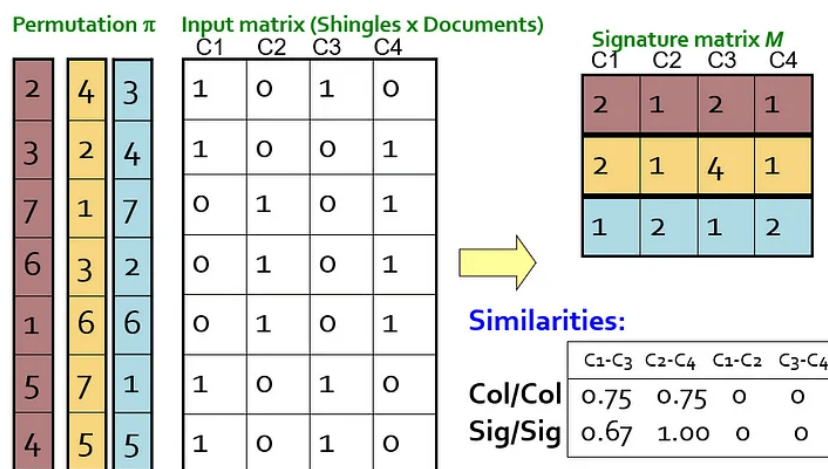 Permutation π Input matrix (Shingles x Documents)
Signature matrix M
C1 C2 C3 C4
C1 C2 C3 C4
2 4 3 1 0 1 0
3 2 4 1 0 0 1
7 1 7 0 1 0 1
6 3 2 0 1 0 1
1 6 6 0 1 0 1
5 7 1 1 0 1 0
4 5 5 1 0 1 0
2 1 2 1
2 1 4 1
1 2 1 2
Similarities:
C1-C3 C2-C4 C1-C2 C3-C4
Col/Col 0.75 0.75 0 0
Sig/Sig 0.67 1.00 0 0